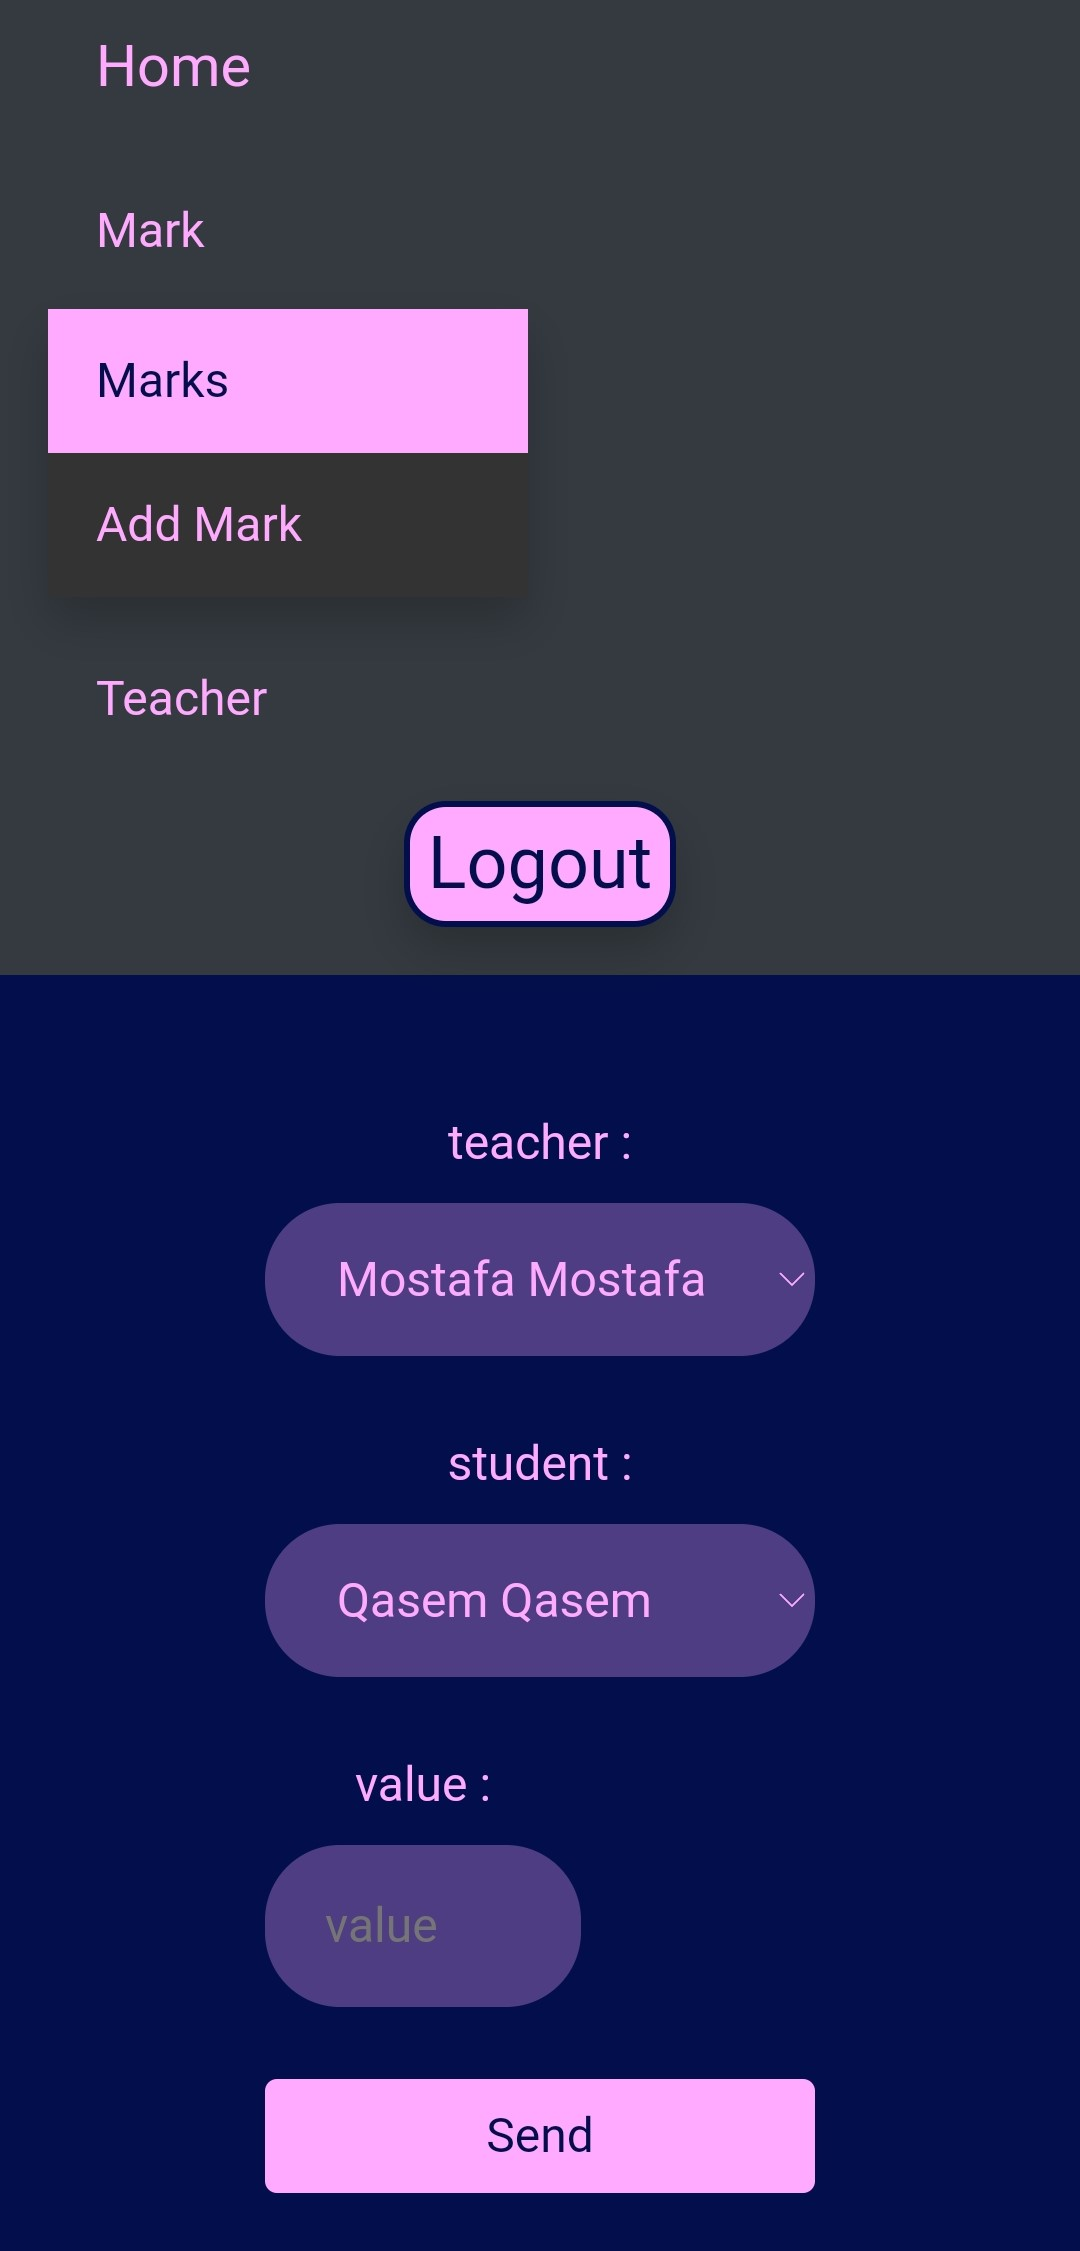 Home
Mark
Marks
Add Mark
Teacher
Logout
teacher :
Mostafa Mostafa
student :
Qasem Qasem
value :
value
Send